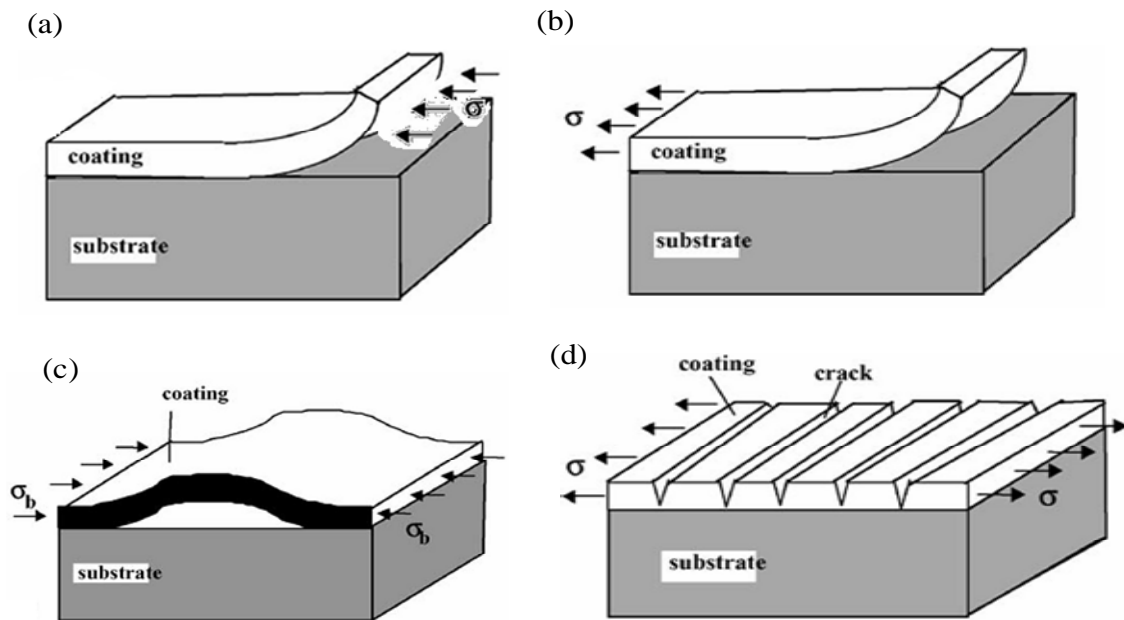 (a)
σ
coating
substrate
(b)
σ
coating
substrate
(c)
coating
σb
σb
substrate
(d)
coating
crack
σ
σ
substrate